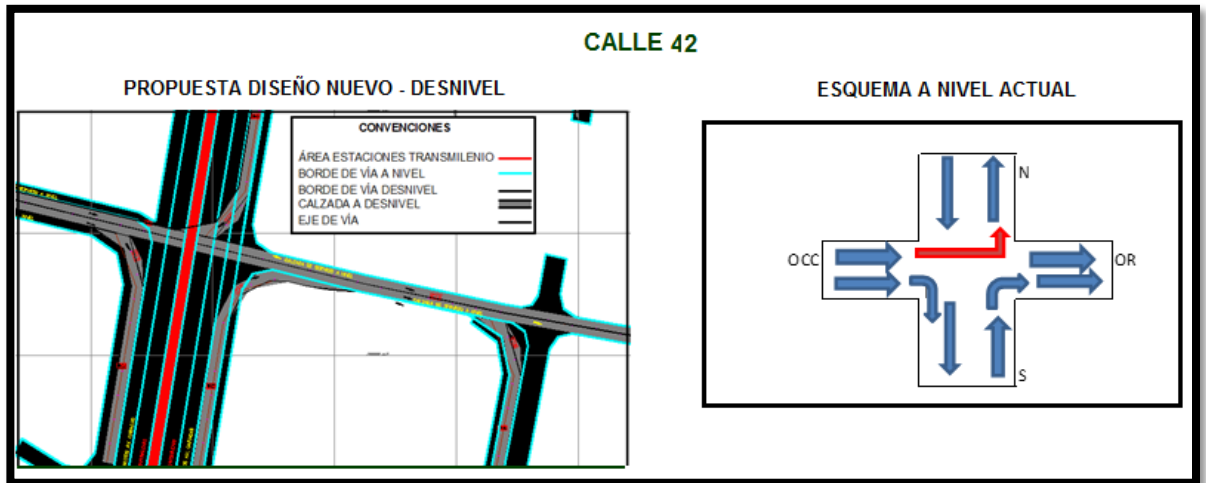 CALLE 42
PROPUESTA DISEÑO NUEVO - DESNIVEL
ESQUEMA A NIVEL ACTUAL
CONVENCIONES
ÁREA ESTACIONES TRANSMILENIO
BORDE DE VÍA A NIVEL
BORDE DE VÍA DESNIVEL
CALZADA A DESNIVEL
EJE DE VÍA
N
OCC
OR
S